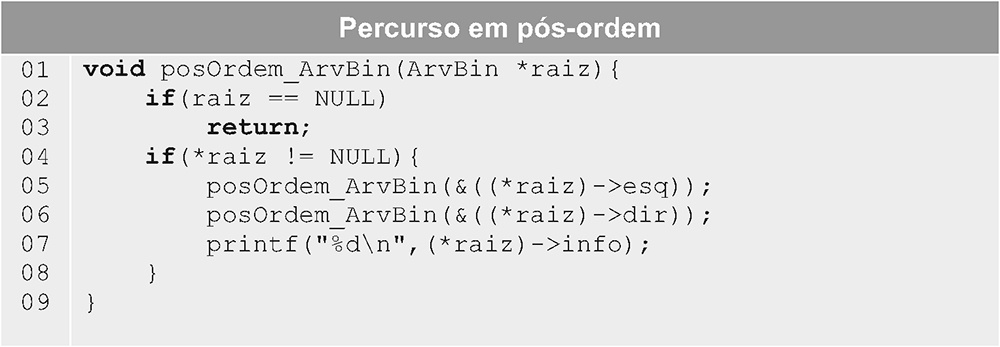 Percurso em pós-ordem
01 void posOrdem_ArvBin(ArvBin *raiz){
02     if(raiz == NULL)
03         return;
04     if(*raiz != NULL){
05         posOrdem_ArvBin(&((*raiz)->esq));
06         posOrdem_ArvBin(&((*raiz)->dir));
07         printf("%d\n",(*raiz)->info);
08     }
09 }